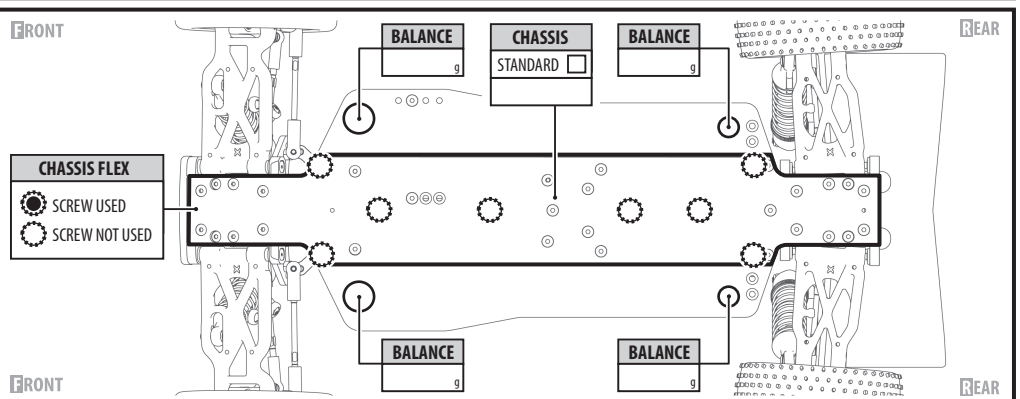 FRONT
REAR
BALANCE
g
CHASSIS
STANDARD
BALANCE
g
CHASSIS FLEX
SCREW USED
SCREW NOT USED
BALANCE
g
BALANCE
g
FRONT
REAR